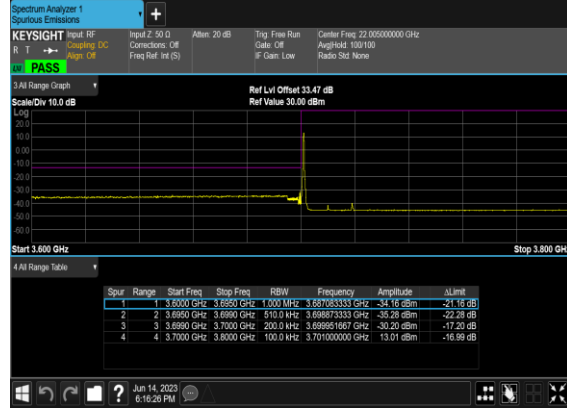 Spectrum Analyzer 1
Spurious Emissions
+
KEYSIGHT Input: RF Input Z: 50 Ω Atten: 20 dB Trig: Free Run Center Freq: 22.005000000 GHz
R T Coupling: DC Corrections: Off Gate: Off Avg|Hold: 100/100
Align: Off Freq Ref: Int (S) IF Gain: Low Radio Std: None
LW PASS
3 All Range Graph Ref Lvl Offset 33.47 dB
Scale/Div 10.0 dB Ref Value 30.00 dBm
Log
20.0
10.0
0.00
-10.0
-20.0
-30.0
-40.0
-50.0
-60.0
Start 3.600 GHz Stop 3.800 GHz
4 All Range Table
Spur Range Start Freq Stop Freq RBW Frequency Amplitude ΔLimit
1 1 3.6000 GHz 3.6950 GHz 1.000 MHz 3.687083333 GHz -34.16 dBm -21.16 dB
2 2 3.6950 GHz 3.6990 GHz 510.0 kHz 3.698873333 GHz -35.28 dBm -22.28 dB
3 3 3.6990 GHz 3.7000 GHz 200.0 kHz 3.699951667 GHz -30.20 dBm -17.20 dB
4 4 3.7000 GHz 3.8000 GHz 100.0 kHz 3.701000000 GHz 13.01 dBm -16.99 dB
? Jun 14, 2023
6:16:26 PM